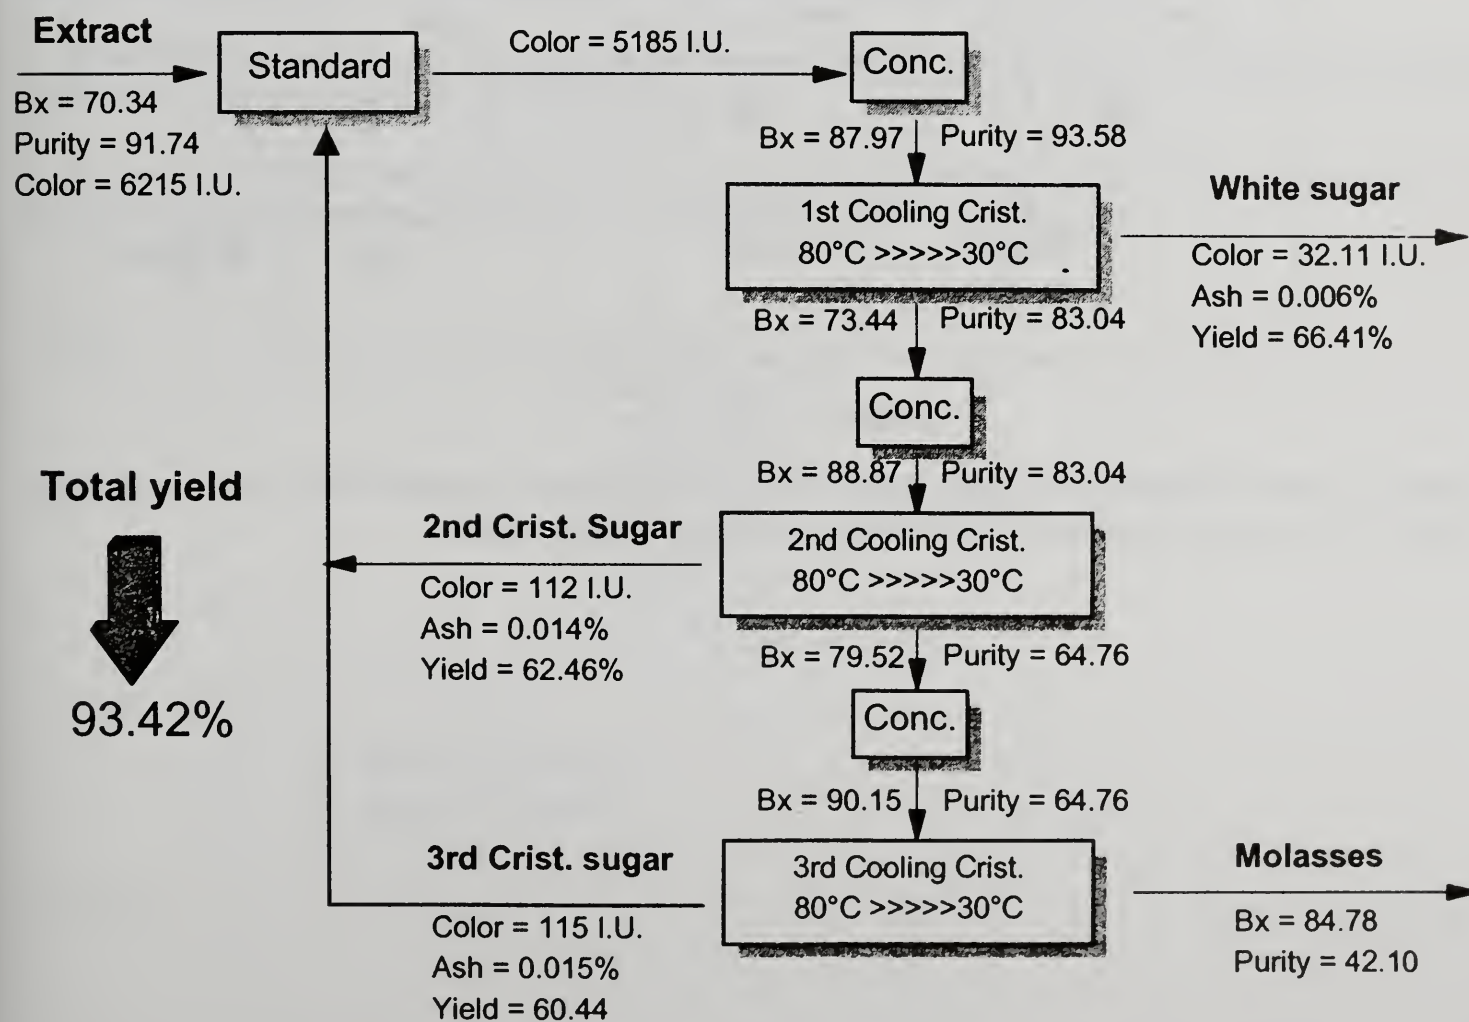 Extract
Bx = 70.34
Purity = 91.74
Color = 6215 I.U.
Standard
Color = 5185 I.U.
Conc.
Bx = 87.97 Purity = 93.58
1st Cooling Crist.
80°C >>>>>30°C
White sugar
Color = 32.11 I.U.
Ash = 0.006%
Yield = 66.41%
Bx = 73.44 Purity = 83.04
Conc.
Bx = 88.87 Purity = 83.04
Total yield
93.42%
2nd Crist. Sugar
Color = 112 I.U.
Ash = 0.014%
Yield = 62.46%
2nd Cooling Crist.
80°C >>>>>30°C
Bx = 79.52 Purity = 64.76
Conc.
Bx = 90.15 Purity = 64.76
3rd Crist. sugar
Color = 115 I.U.
Ash = 0.015%
Yield = 60.44
3rd Cooling Crist.
80°C >>>>>30°C
Molasses
Bx = 84.78
Purity = 42.10